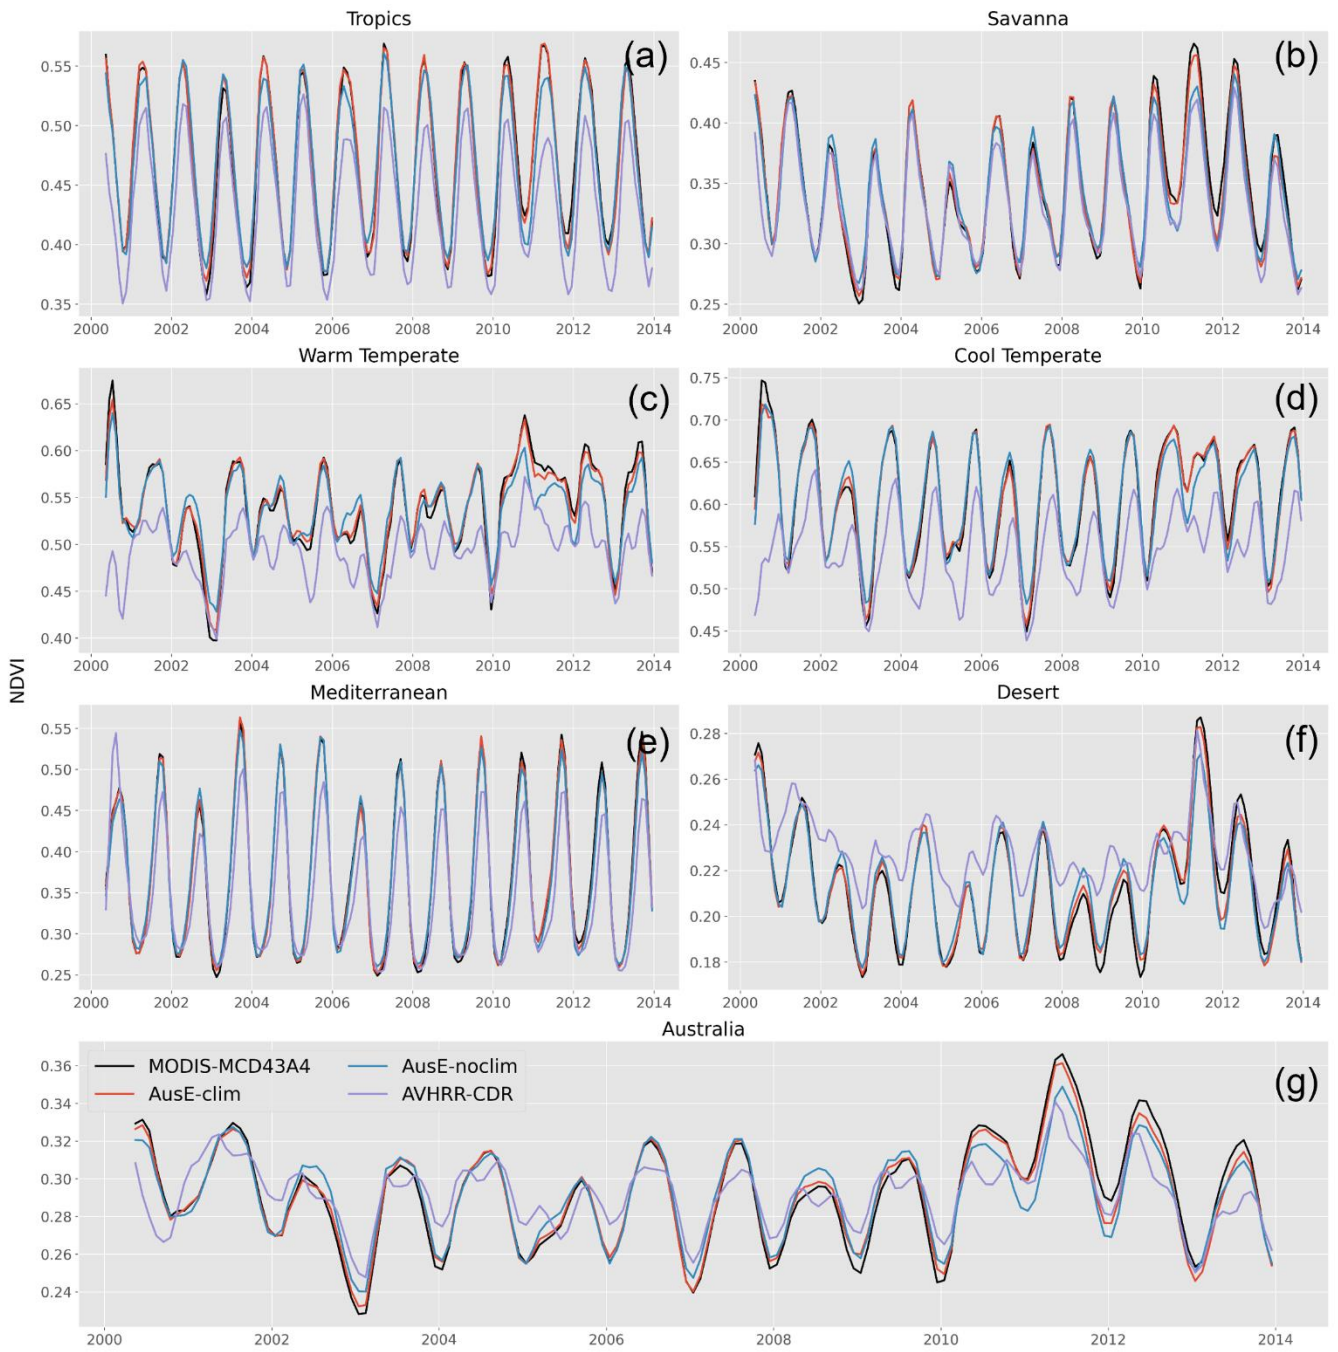 Tropics
(a)
0.55
0.50
0.45
0.40
0.35
2000 2002 2004 2006 2008 2010 2012 2014
Savanna
(b)
0.45
0.40
0.35
0.30
0.25
2000 2002 2004 2006 2008 2010 2012 2014
Warm Temperate
(c)
0.65
0.60
0.55
0.50
0.45
0.40
2000 2002 2004 2006 2008 2010 2012 2014
Cool Temperate
(d)
0.75
0.70
0.65
0.60
0.55
0.50
0.45
2000 2002 2004 2006 2008 2010 2012 2014
NDVI
Mediterranean
(e)
0.55
0.50
0.45
0.40
0.35
0.30
0.25
2000 2002 2004 2006 2008 2010 2012 2014
Desert
(f)
0.28
0.26
0.24
0.22
0.20
0.18
2000 2002 2004 2006 2008 2010 2012 2014
Australia
MODIS-MCD43A4 AusE-noclim
AusE-clim AVHRR-CDR
(g)
0.36
0.34
0.32
0.30
0.28
0.26
0.24
2000 2002 2004 2006 2008 2010 2012 2014